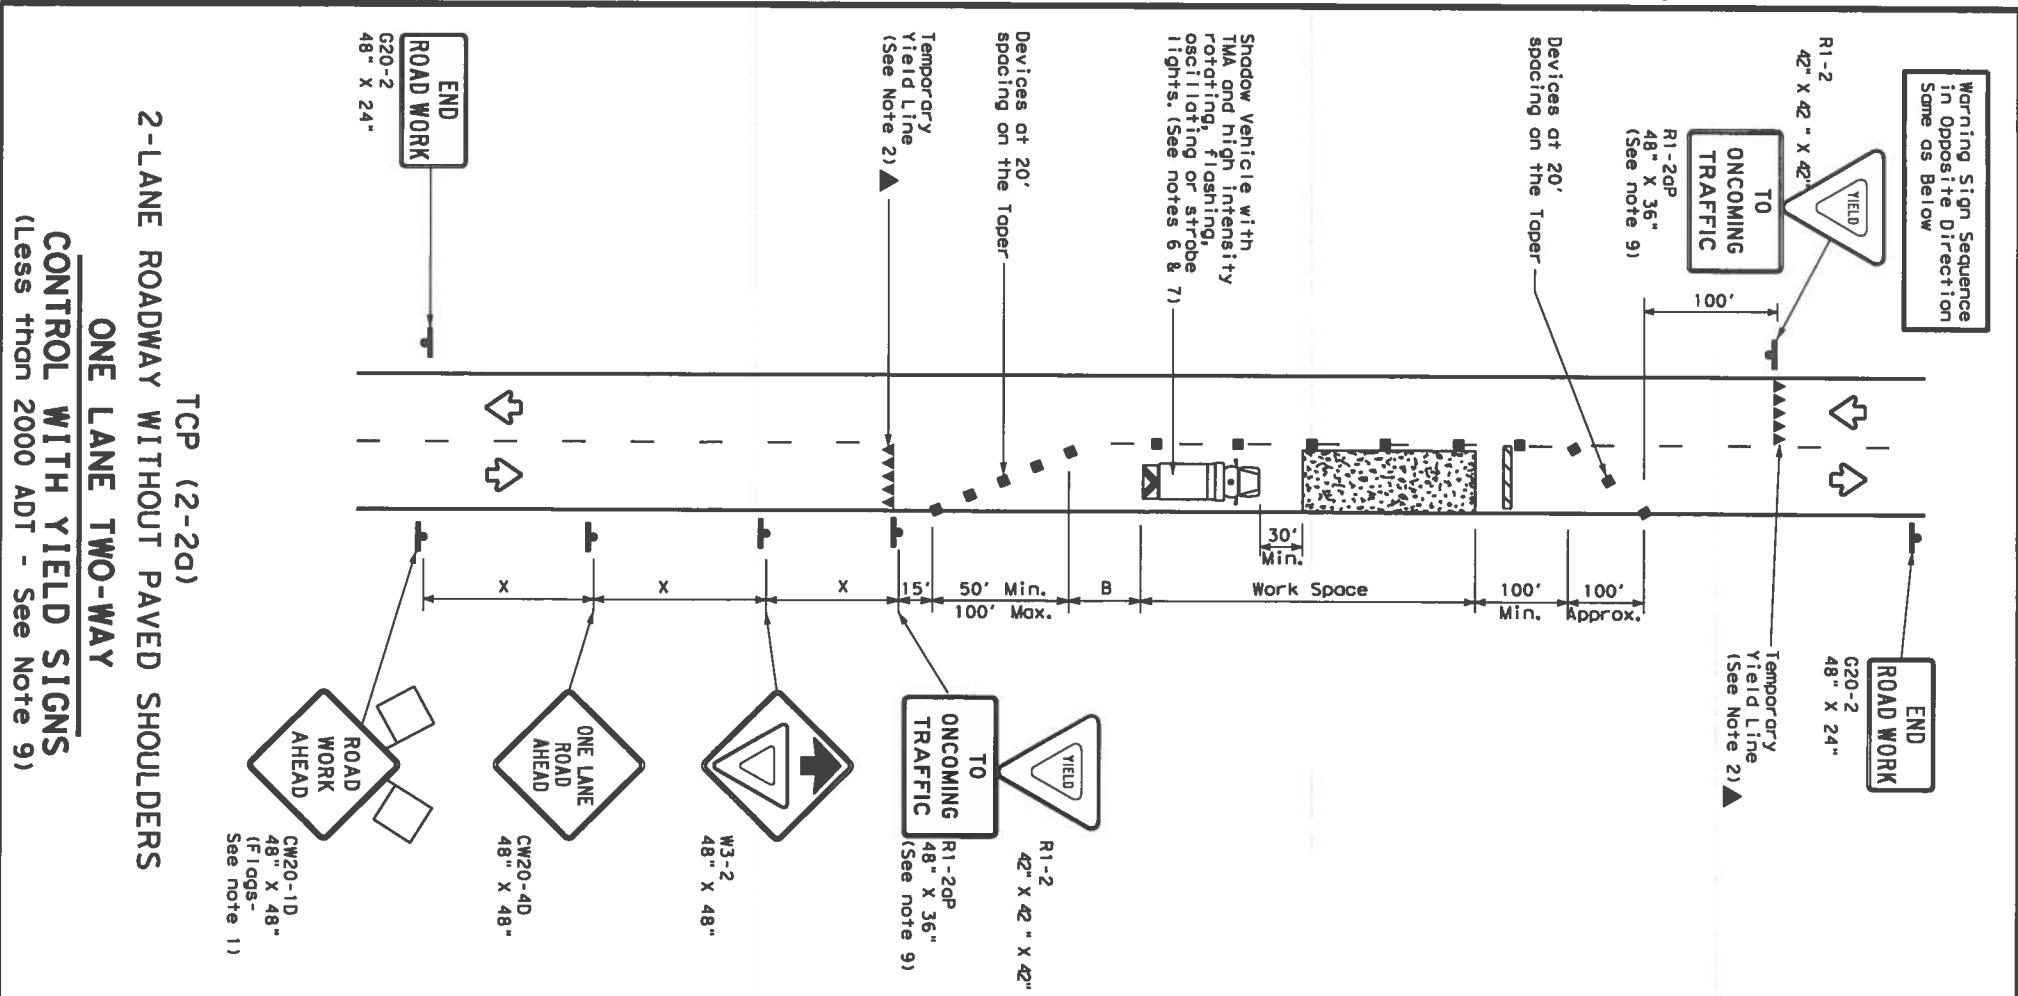 Warning Sign Sequence
in Opposite Direction
Same as Below
R1-2
42" X 42 " X 42"
YIELD
TO
ONCOMING
TRAFFIC
R1-2aP
48" X 36"
(See note 9)
100'
Devices at 20'
spacing on the Taper
END
ROAD WORK
G20-2
48" X 24"
Temporary
Yield Line
(See Note 2)
Shadow Vehicle with
TMA and high intensity
rotating, flashing,
oscillating or strobe
lights. (See notes 6 & 7)
100'
Approx.
100'
Min.
Work Space
30'
Min.
B
50' Min.
100' Max.
15'
X
X
X
Devices at 20'
spacing on the Taper
Temporary
Yield Line
(See Note 2)
YIELD
TO
ONCOMING
TRAFFIC
R1-2
42" X 42 " X 42"
R1-2aP
48" X 36"
(See note 9)
W3-2
48" X 48"
ONE LANE
ROAD
AHEAD
CW20-4D
48" X 48"
END
ROAD WORK
G20-2
48" X 24"
ROAD
WORK
AHEAD
CW20-1D
48" X 48"
(Flags-
See note 1)
TCP (2-2a)
2-LANE ROADWAY WITHOUT PAVED SHOULDERS
ONE LANE TWO-WAY
CONTROL WITH YIELD SIGNS
(Less than 2000 ADT - See Note 9)